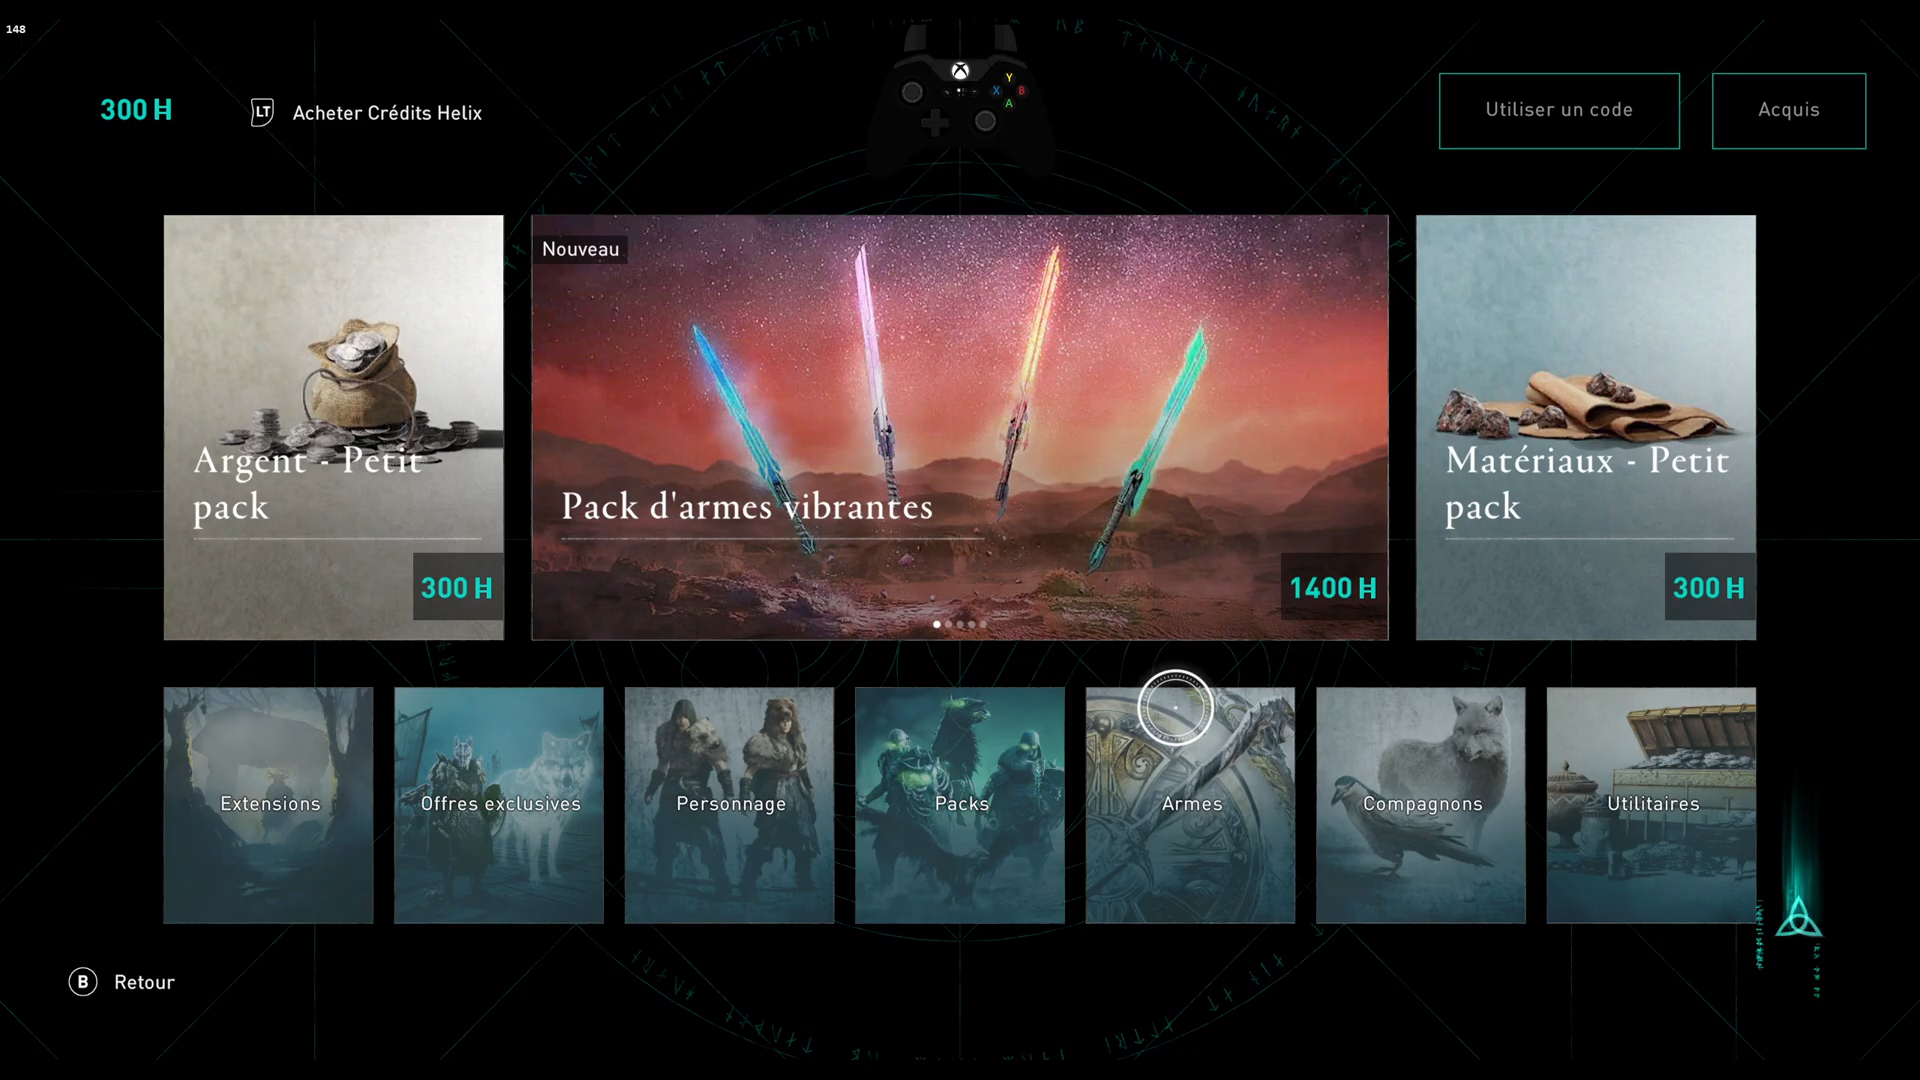 148
300 H
LT Acheter Crédits Helix
Y
X B
A
Utiliser un code
Acquis
Argent - Petit
pack
300 H
Nouveau
Pack d'armes vibrantes
1400 H
Matériaux - Petit
pack
300 H
Extensions
Offres exclusives
Personnage
Packs
Armes
Compagnons
Utilitaires
B Retour